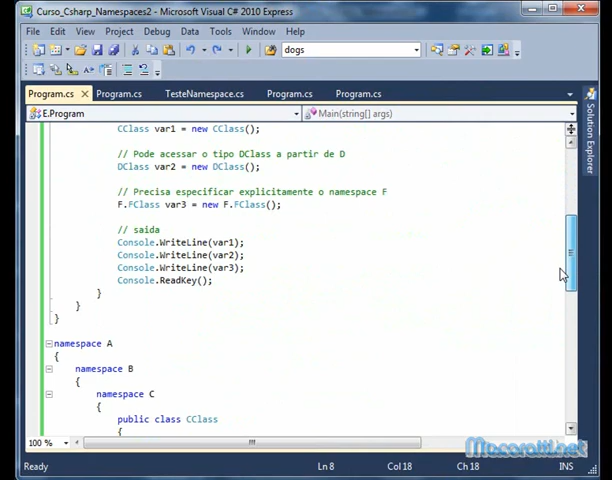 Curso_Csharp_Namespaces2 - Microsoft Visual C# 2010 Express
File Edit View Project Debug Data Tools Window Help
dogs
Program.cs Program.cs TesteNamespace.cs Program.cs Program.cs
E.Program Main(string[] args)
CClass var1 = new CClass();
// Pode acessar o tipo DClass a partir de D
DClass var2 = new DClass();
// Precisa especificar explicitamente o namespace F
F.FClass var3 = new F.FClass();
// saida
Console.WriteLine(var1);
Console.WriteLine(var2);
Console.WriteLine(var3);
Console.ReadKey();
}
}
}
namespace A
{
namespace B
{
namespace C
{
public class CClass
{
Solution Explorer
100 %
Macoratti.net
Ready Ln 8 Col 18 Ch 18 INS